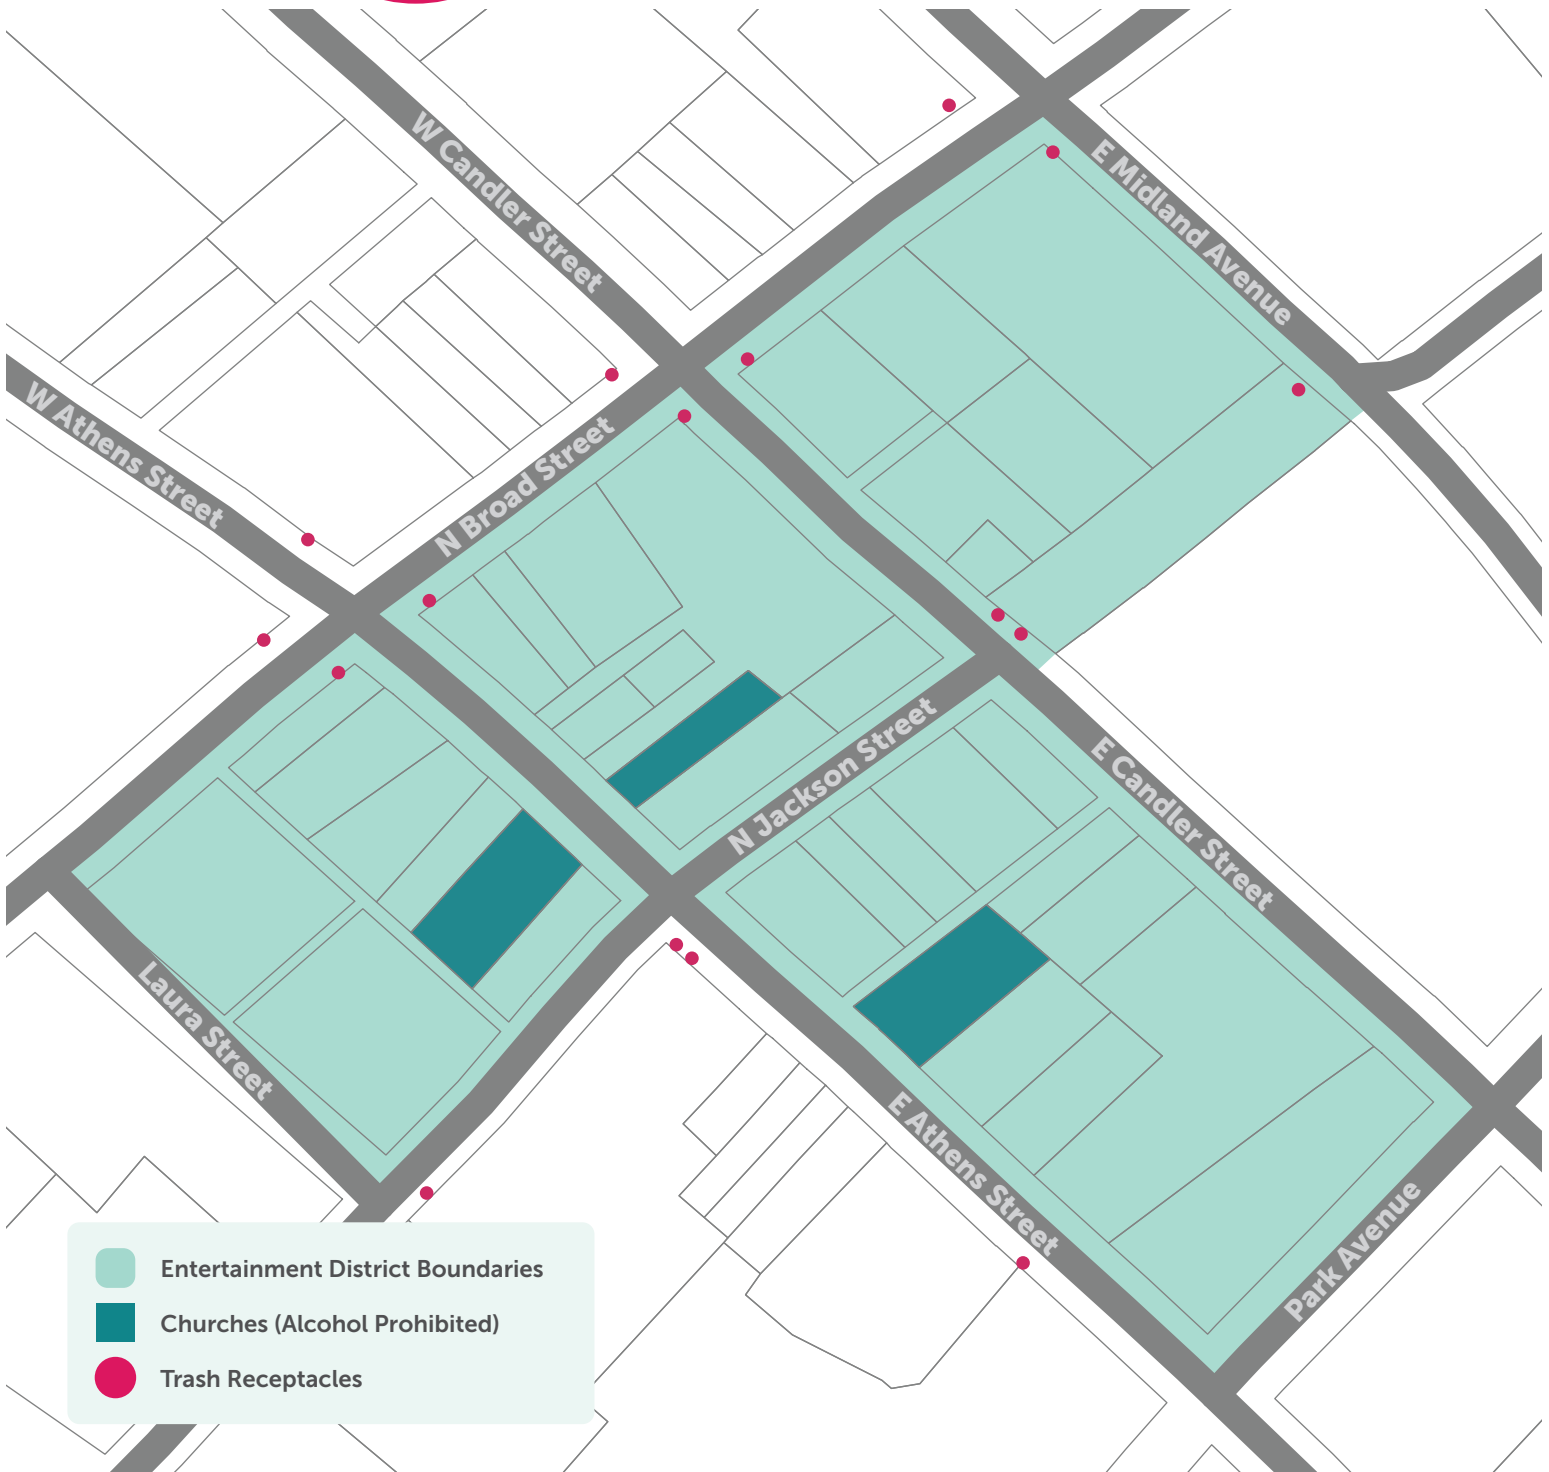 W Candler Street
E Midland Avenue
W Athens Street
N Broad Street
N Jackson Street
E Candler Street
Laura Street
E Athens Street
Park Avenue
Entertainment District Boundaries
Churches (Alcohol Prohibited)
Trash Receptacles